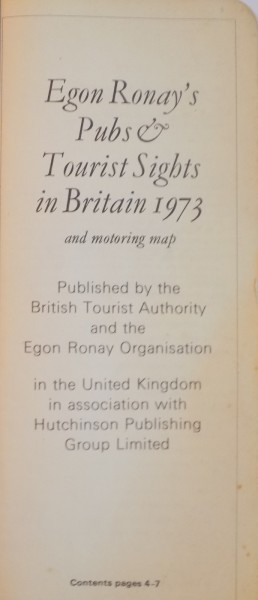 Egon Ronay's
Pubs &
Tourist Sights
in Britain 1973
and motoring map
Published by the
British Tourist Authority
and the
Egon Ronay Organisation
in the United Kingdom
in association with
Hutchinson Publishing
Group Limited
Contents pages 4-7